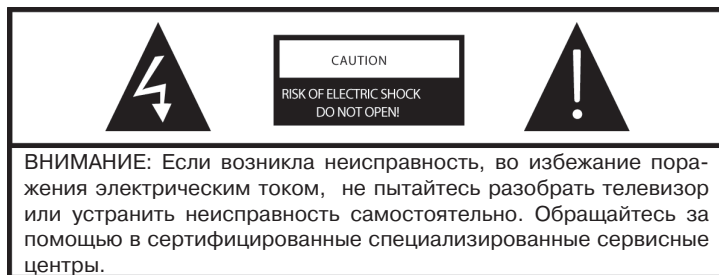 CAUTION
RISK OF ELECTRIC SHOCK
DO NOT OPEN!
ВНИМАНИЕ: Если возникла неисправность, во избежание пора-
жения электрическим током, не пытайтесь разобрать телевизор
или устранить неисправность самостоятельно. Обращайтесь за
помощью в сертифицированные специализированные сервисные
центры.